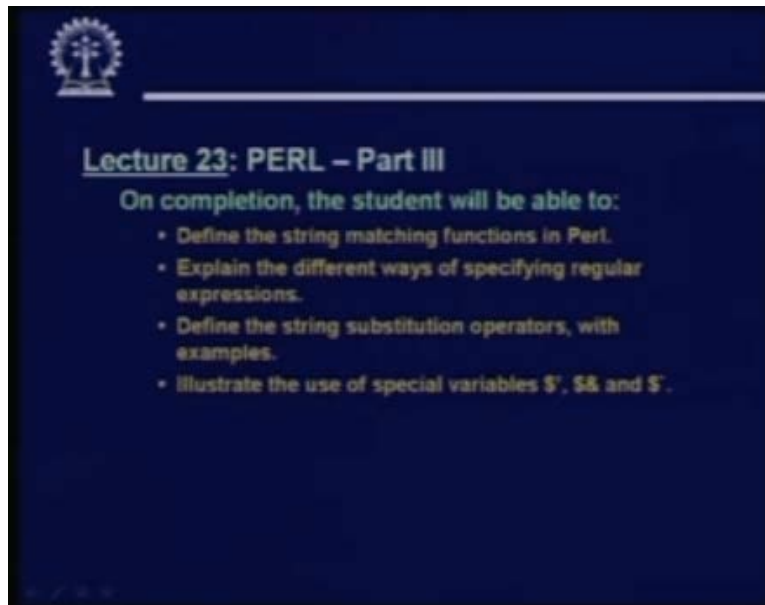 Lecture 23: PERL – Part III
On completion, the student will be able to:
• Define the string matching functions in Perl.
• Explain the different ways of specifying regular
expressions.
• Define the string substitution operators, with
examples.
• Illustrate the use of special variables $', $& and $`.